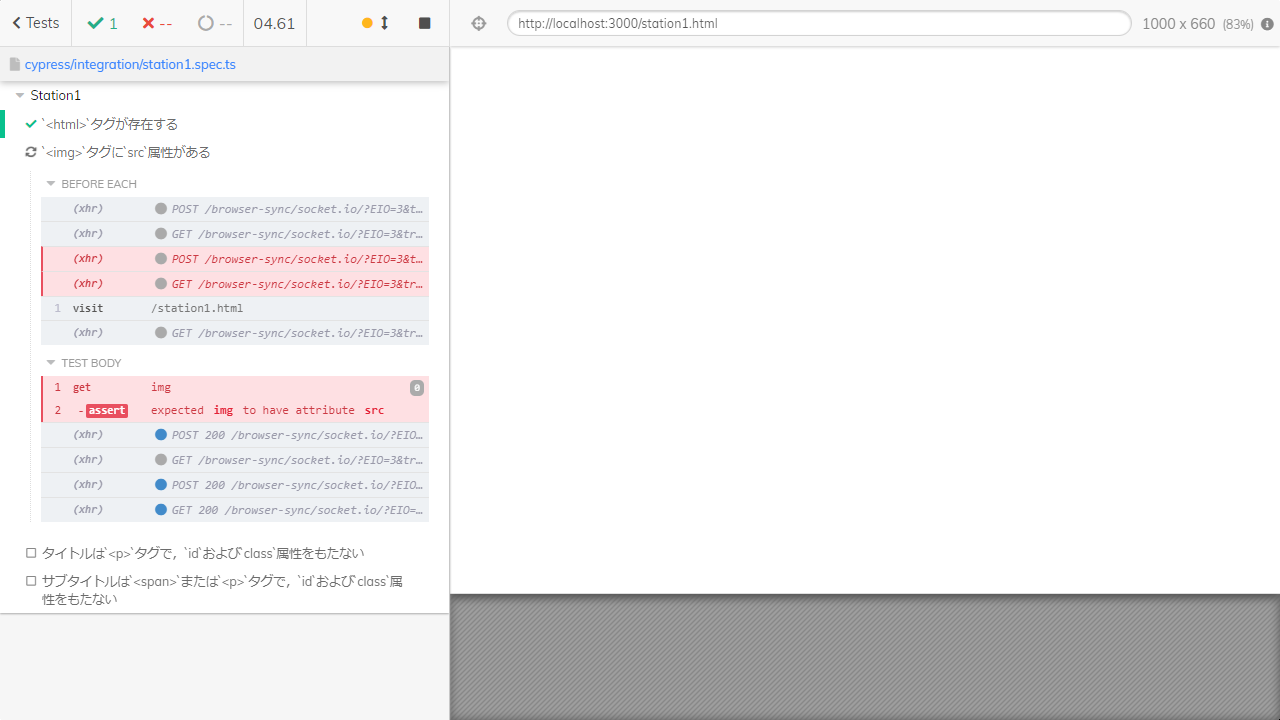 Tests
1
--
--
04.61
http://localhost:3000/station1.html
1000 x 660 (83%)
cypress/integration/station1.spec.ts
Station1
`<html>`タグが存在する
`<img>`タグに`src`属性がある
BEFORE EACH
(xhr) POST /browser-sync/socket.io/?EIO=3&t…
(xhr) GET /browser-sync/socket.io/?EIO=3&tr…
(xhr) POST /browser-sync/socket.io/?EIO=3&t…
(xhr) GET /browser-sync/socket.io/?EIO=3&tr…
1 visit /station1.html
(xhr) GET /browser-sync/socket.io/?EIO=3&tr…
TEST BODY
1 get img 0
2 -assert expected img to have attribute src
(xhr) POST 200 /browser-sync/socket.io/?EIO…
(xhr) GET /browser-sync/socket.io/?EIO=3&tr…
(xhr) POST 200 /browser-sync/socket.io/?EIO…
(xhr) GET 200 /browser-sync/socket.io/?EIO=…
タイトルは`<p>`タグで，`id`および`class`属性をもたない
サブタイトルは`<span>`または`<p>`タグで，`id`および`class`属
性をもたない